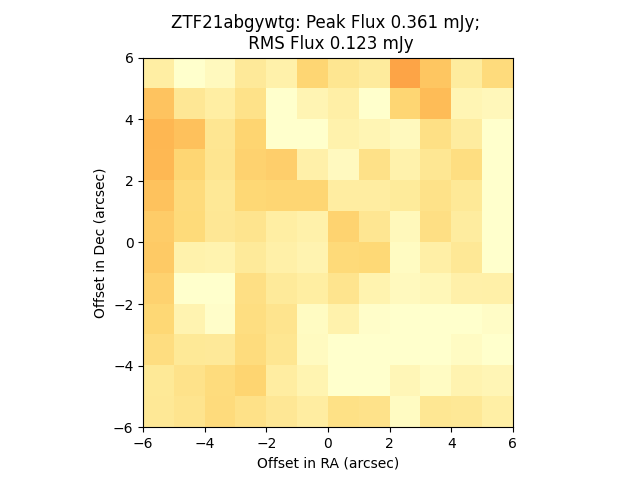 ZTF21abgywtg: Peak Flux 0.361 mJy;
RMS Flux 0.123 mJy
6
4
2
0
−2
−4
−6
Offset in Dec (arcsec)
−6 −4 −2 0 2 4 6
Offset in RA (arcsec)